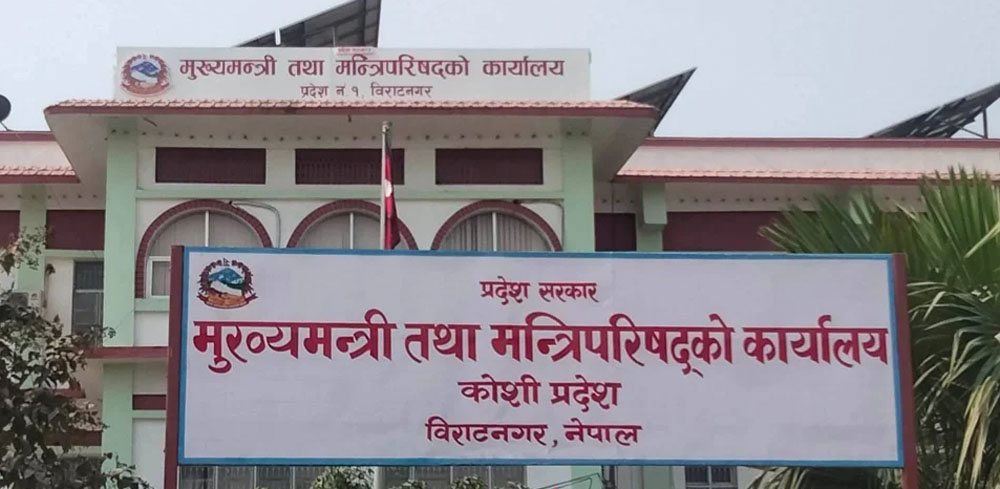 मुख्यमन्त्री तथा मन्त्रिपरिषद्को कार्यालय
प्रदेश नं १, विराटनगर
प्रदेश सरकार
मुख्यमन्त्री तथा मन्त्रिपरिषद्को कार्यालय
कोशी प्रदेश
विराटनगर, नेपाल